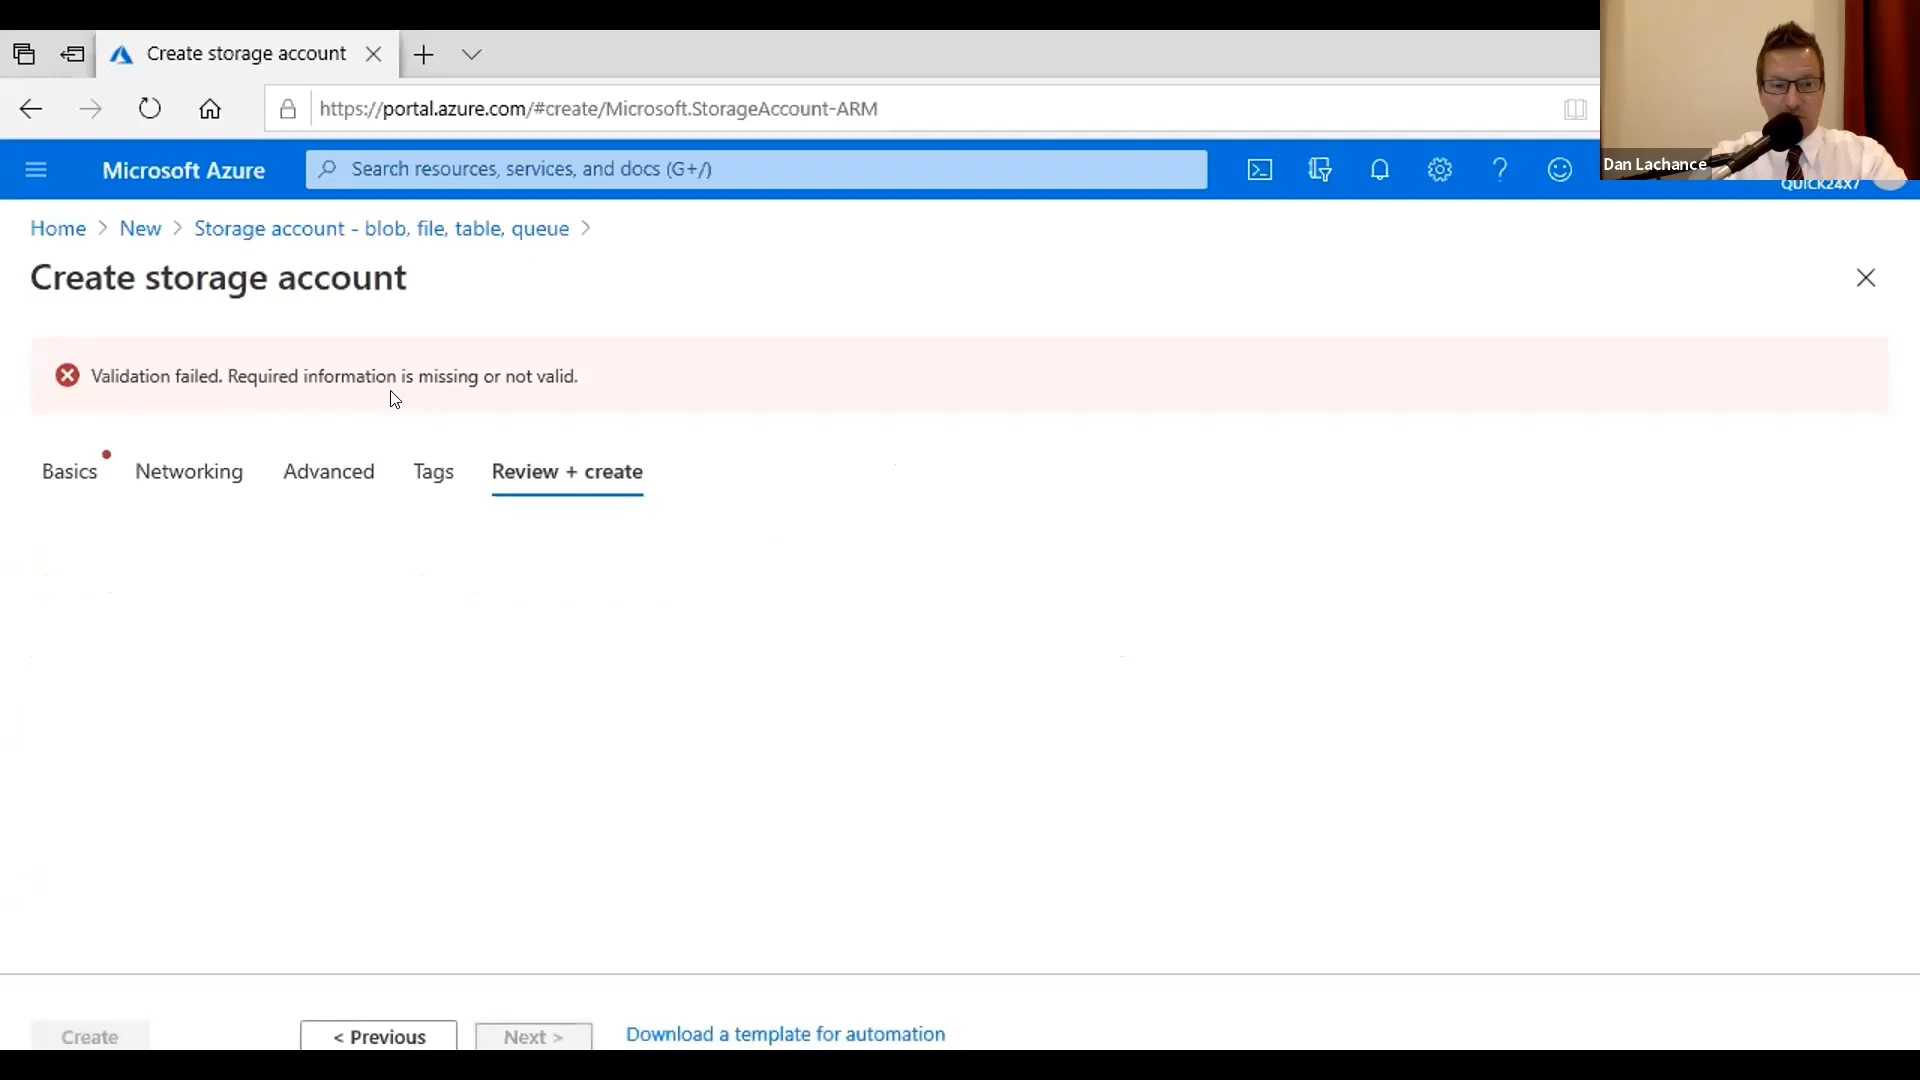 Create storage account
https://portal.azure.com/#create/Microsoft.StorageAccount-ARM
Microsoft Azure
Search resources, services, and docs (G+/)
Dan Lachance
QUICK24X7
Home > New > Storage account - blob, file, table, queue >
Create storage account
Validation failed. Required information is missing or not valid.
Basics Networking Advanced Tags Review + create
Create < Previous Next > Download a template for automation